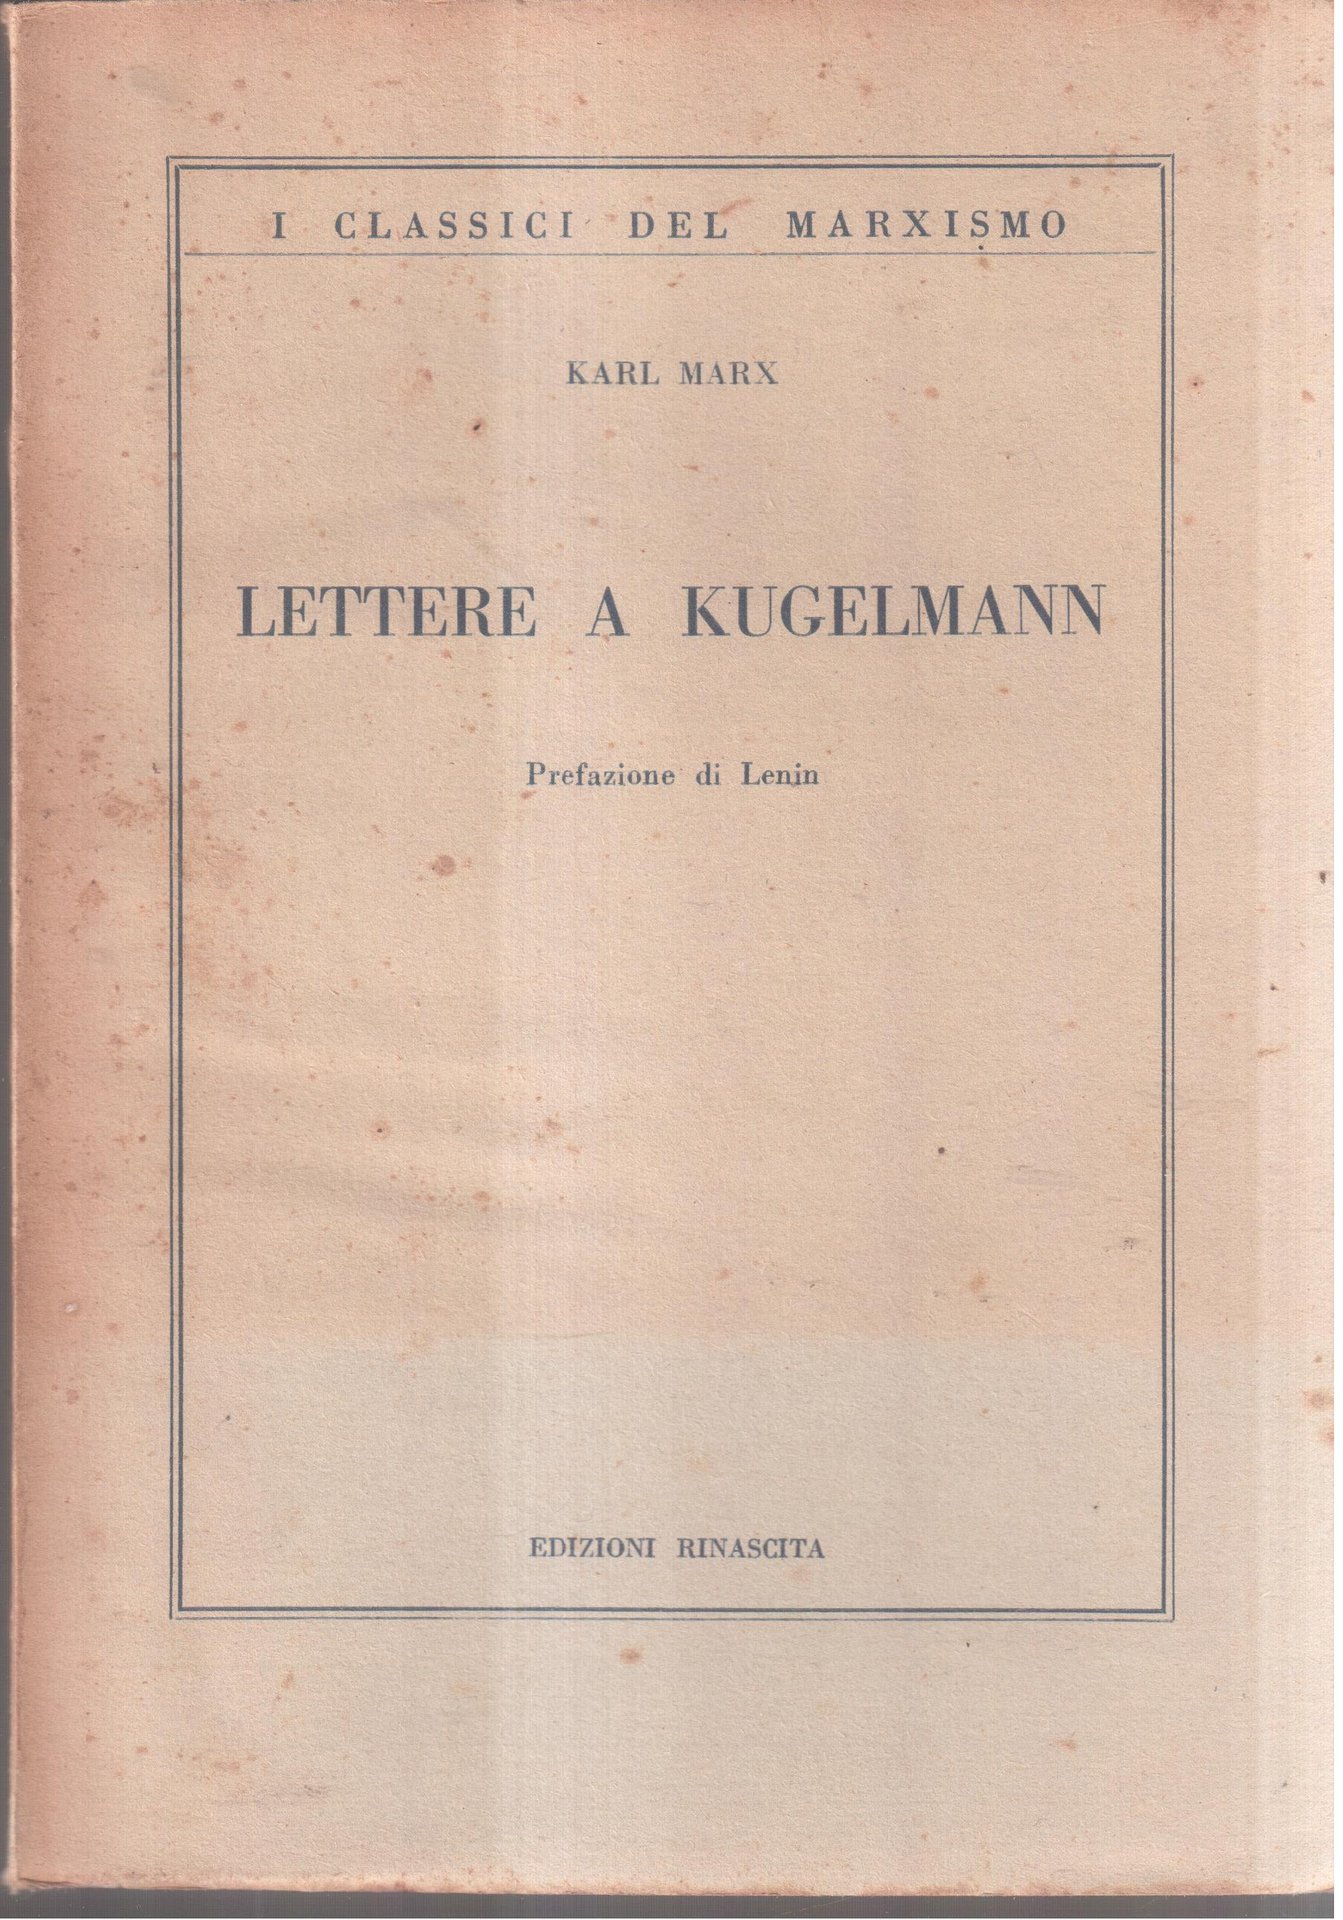 I CLASSICI DEL MARXISMO
KARL MARX
LETTERE A KUGELMANN
Prefazione di Lenin
EDIZIONI RINASCITA